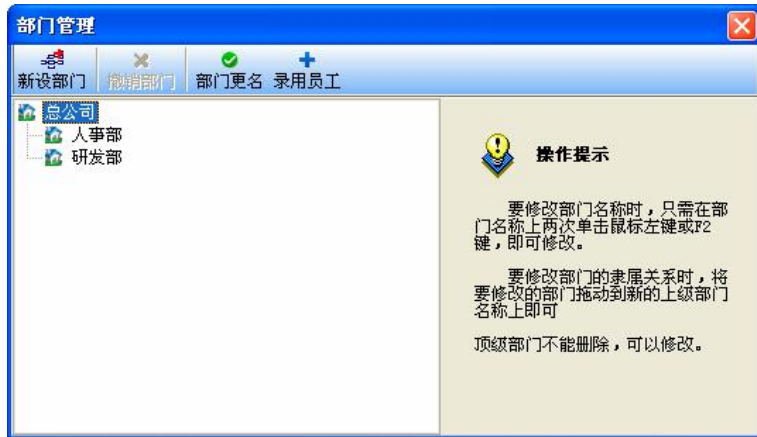 部门管理
新设部门 撤销部门 部门更名 录用员工
总公司
人事部
研发部
操作提示
要修改部门名称时，只需在部
门名称上两次单击鼠标左键或F2
键，即可修改。
要修改部门的隶属关系时，将
要修改的部门拖动到新的上级部门
名称上即可
顶级部门不能删除，可以修改。